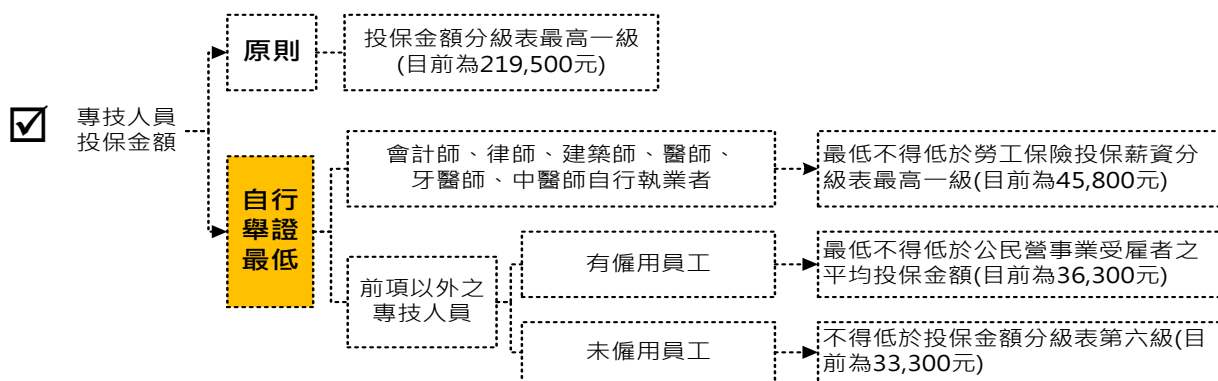 ☑
專技人員
投保金額
原則
投保金額分級表最高一級
(目前為219,500元)
自行
舉證
最低
會計師、律師、建築師、醫師、
牙醫師、中醫師自行執業者
最低不得低於勞工保險投保薪資分
級表最高一級(目前為45,800元)
前項以外之
專技人員
有僱用員工
最低不得低於公民營事業受雇者之
平均投保金額(目前為36,300元)
未僱用員工
不得低於投保金額分級表第六級(目
前為33,300元)